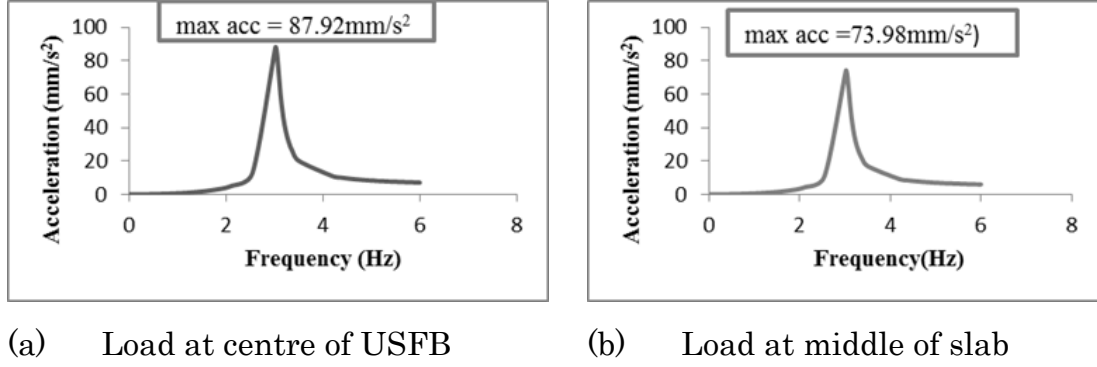 max acc = 87.92mm/s²
100
80
60
40
20
0
Acceleration (mm/s²)
0 2 4 6 8
Frequency (Hz)
max acc =73.98mm/s²)
100
80
60
40
20
0
Acceleration (mm/s²)
0 2 4 6 8
Frequency(Hz)
(a) Load at centre of USFB
(b) Load at middle of slab